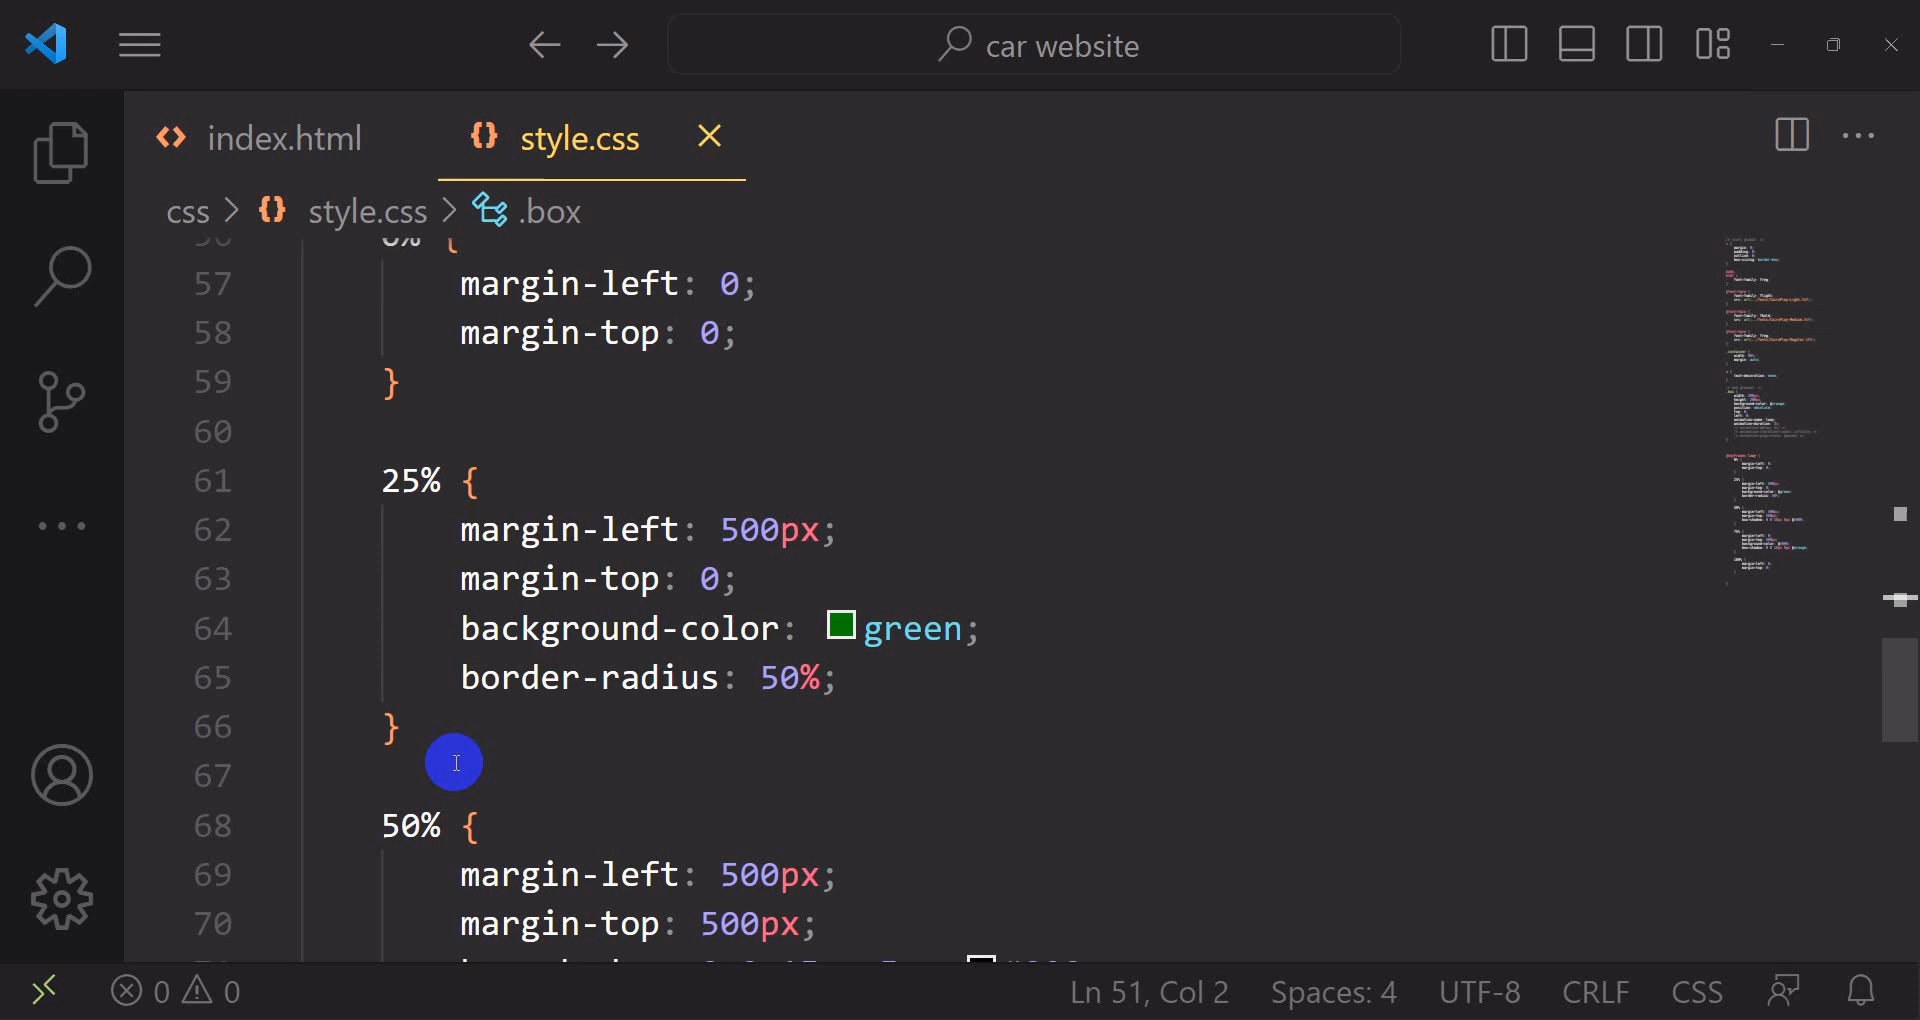 car website
index.html
style.css
css > style.css > .box
57 margin-left: 0;
58 margin-top: 0;
59 }
60
61 25% {
62 margin-left: 500px;
63 margin-top: 0;
64 background-color: green;
65 border-radius: 50%;
66 }
67
68 50% {
69 margin-left: 500px;
70 margin-top: 500px;
0 0
Ln 51, Col 2 Spaces: 4 UTF-8 CRLF CSS